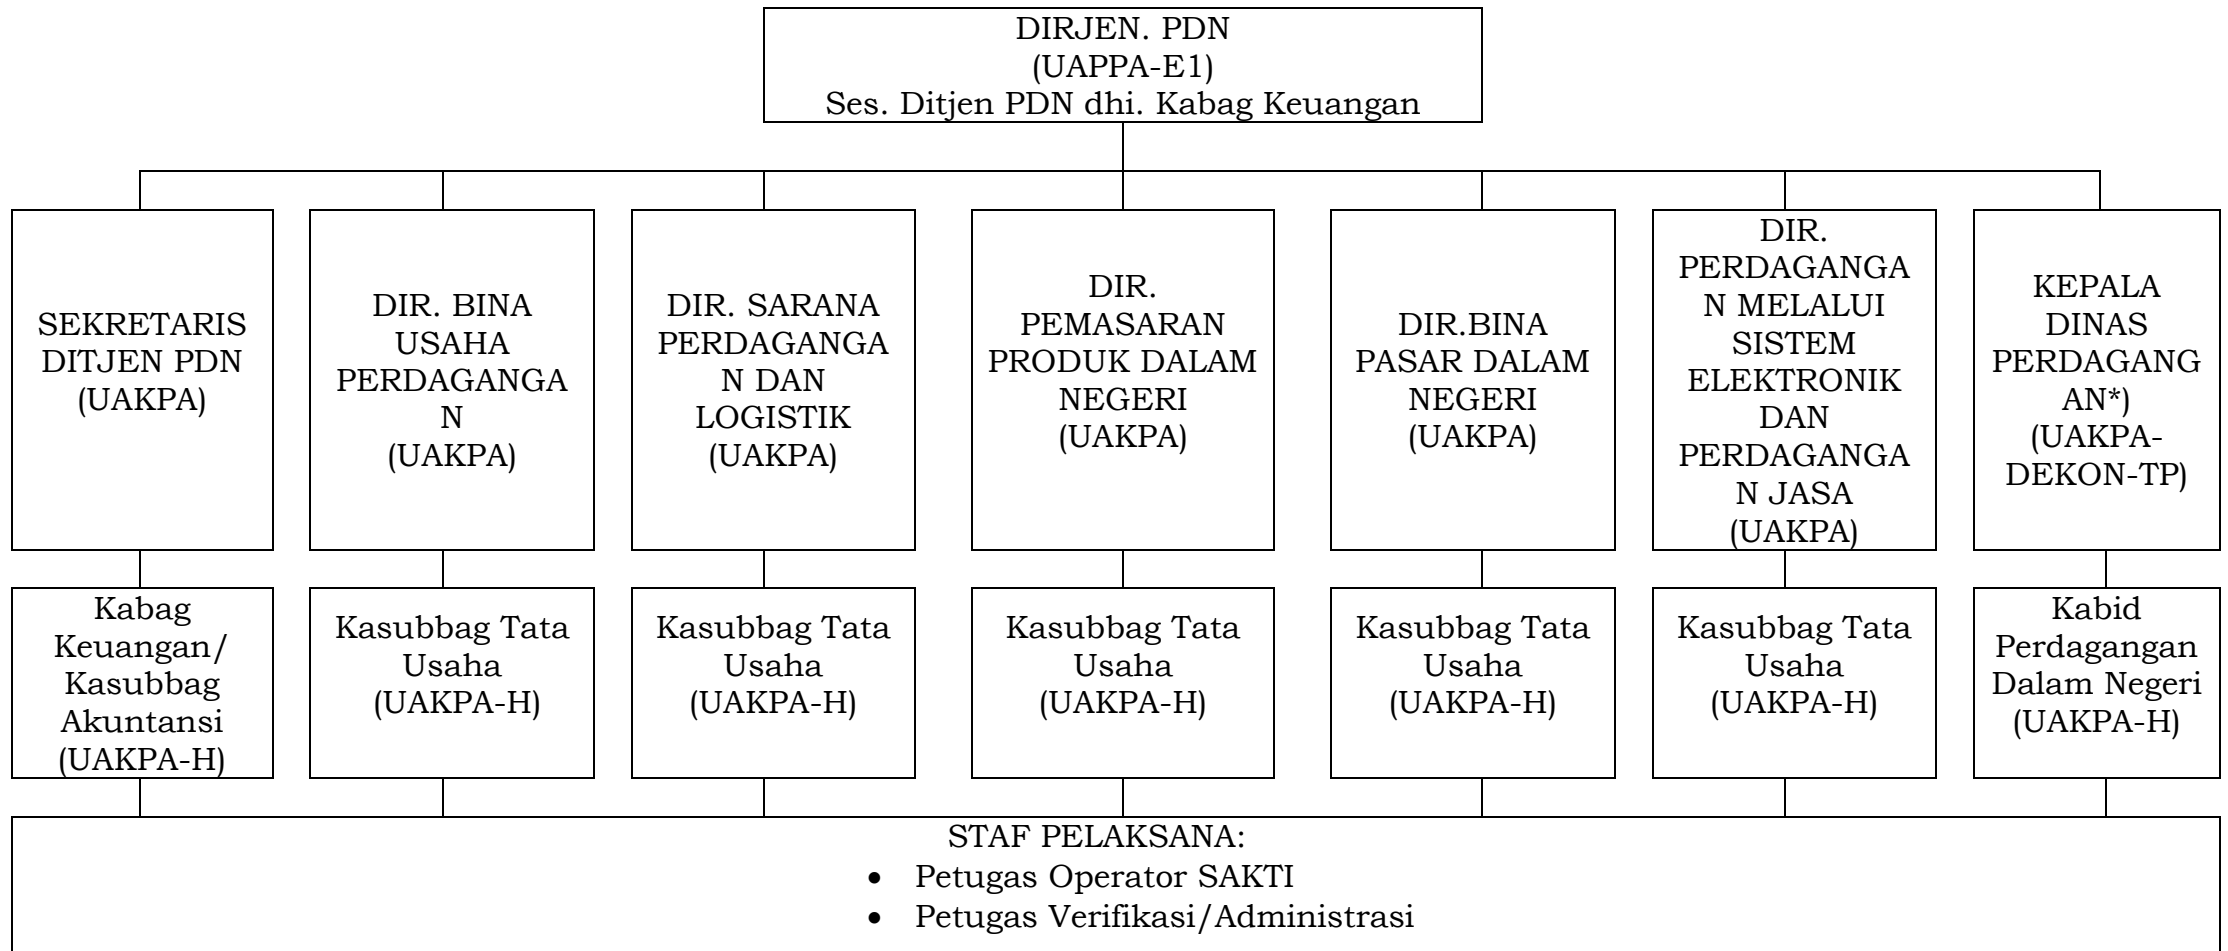 DIRJEN. PDN
(UAPPA-E1)
Ses. Ditjen PDN dhi. Kabag Keuangan
SEKRETARIS
DITJEN PDN
(UAKPA)
DIR. BINA
USAHA
PERDAGANGA
N
(UAKPA)
DIR. SARANA
PERDAGANGA
N DAN
LOGISTIK
(UAKPA)
DIR.
PEMASARAN
PRODUK DALAM
NEGERI
(UAKPA)
DIR.BINA
PASAR DALAM
NEGERI
(UAKPA)
DIR.
PERDAGANGA
N MELALUI
SISTEM
ELEKTRONIK
DAN
PERDAGANGA
N JASA
(UAKPA)
KEPALA
DINAS
PERDAGANG
AN*)
(UAKPA-
DEKON-TP)
Kabag
Keuangan/
Kasubbag
Akuntansi
(UAKPA-H)
Kasubbag Tata
Usaha
(UAKPA-H)
Kasubbag Tata
Usaha
(UAKPA-H)
Kasubbag Tata
Usaha
(UAKPA-H)
Kasubbag Tata
Usaha
(UAKPA-H)
Kasubbag Tata
Usaha
(UAKPA-H)
Kabid
Perdagangan
Dalam Negeri
(UAKPA-H)
STAF PELAKSANA:
• Petugas Operator SAKTI
• Petugas Verifikasi/Administrasi